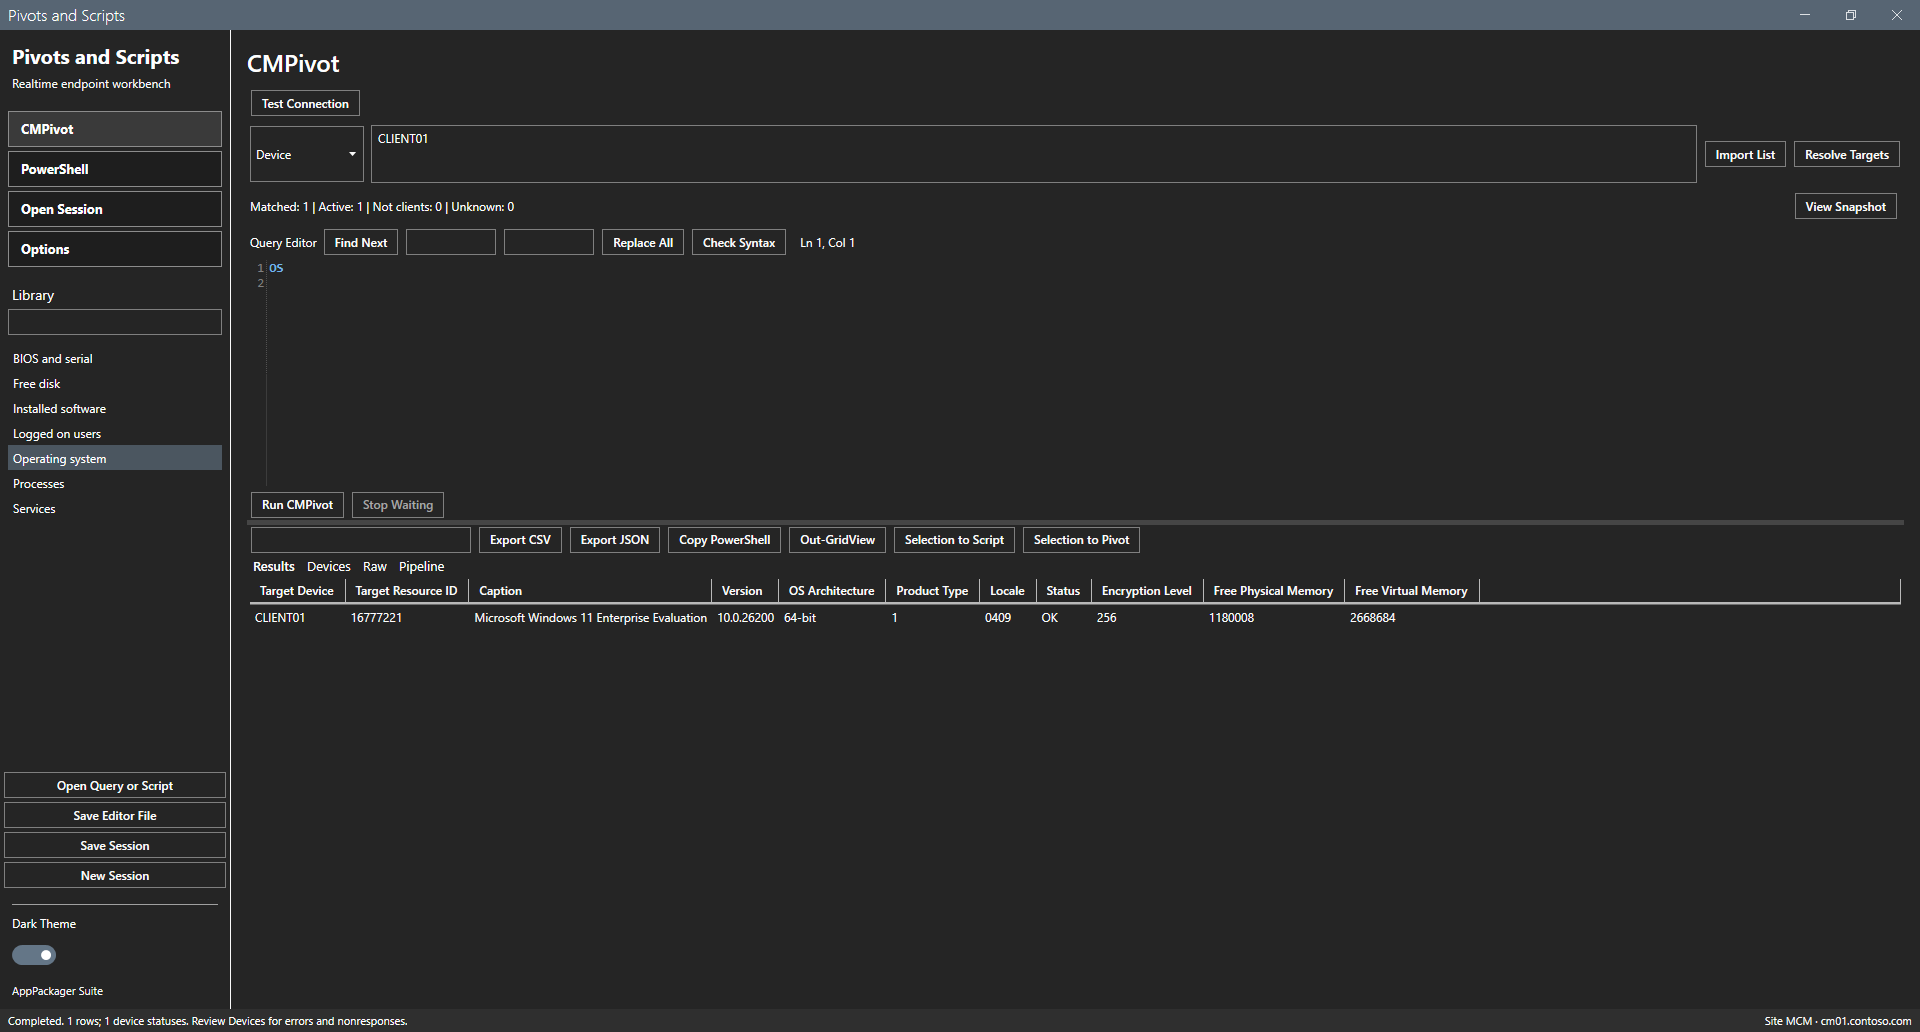 Pivots and Scripts
Pivots and Scripts
Realtime endpoint workbench
CMPivot
PowerShell
Open Session
Options
Library
BIOS and serial
Free disk
Installed software
Logged on users
Operating system
Processes
Services
Open Query or Script
Save Editor File
Save Session
New Session
Dark Theme
AppPackager Suite
CMPivot
Test Connection
Device CLIENT01 Import List Resolve Targets
Matched: 1 | Active: 1 | Not clients: 0 | Unknown: 0 View Snapshot
Query Editor Find Next Replace All Check Syntax Ln 1, Col 1
1 OS
2
Run CMPivot Stop Waiting
Export CSV Export JSON Copy PowerShell Out-GridView Selection to Script Selection to Pivot
Results Devices Raw Pipeline
Target Device Target Resource ID Caption Version OS Architecture Product Type Locale Status Encryption Level Free Physical Memory Free Virtual Memory
CLIENT01 16777221 Microsoft Windows 11 Enterprise Evaluation 10.0.26200 64-bit 1 0409 OK 256 1180008 2668684
Completed. 1 rows; 1 device statuses. Review Devices for errors and nonresponses. Site MCM · cm01.contoso.com